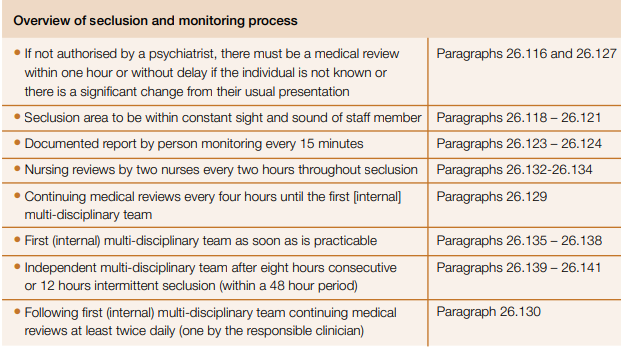 Overview of seclusion and monitoring process
• If not authorised by a psychiatrist, there must be a medical review
within one hour or without delay if the individual is not known or
there is a significant change from their usual presentation
Paragraphs 26.116 and 26.127
• Seclusion area to be within constant sight and sound of staff member
Paragraphs 26.118 – 26.121
• Documented report by person monitoring every 15 minutes
Paragraphs 26.123 – 26.124
• Nursing reviews by two nurses every two hours throughout seclusion
Paragraphs 26.132-26.134
• Continuing medical reviews every four hours until the first [internal]
multi-disciplinary team
Paragraphs 26.129
• First (internal) multi-disciplinary team as soon as is practicable
Paragraphs 26.135 – 26.138
• Independent multi-disciplinary team after eight hours consecutive
or 12 hours intermittent seclusion (within a 48 hour period)
Paragraphs 26.139 – 26.141
• Following first (internal) multi-disciplinary team continuing medical
reviews at least twice daily (one by the responsible clinician)
Paragraph 26.130